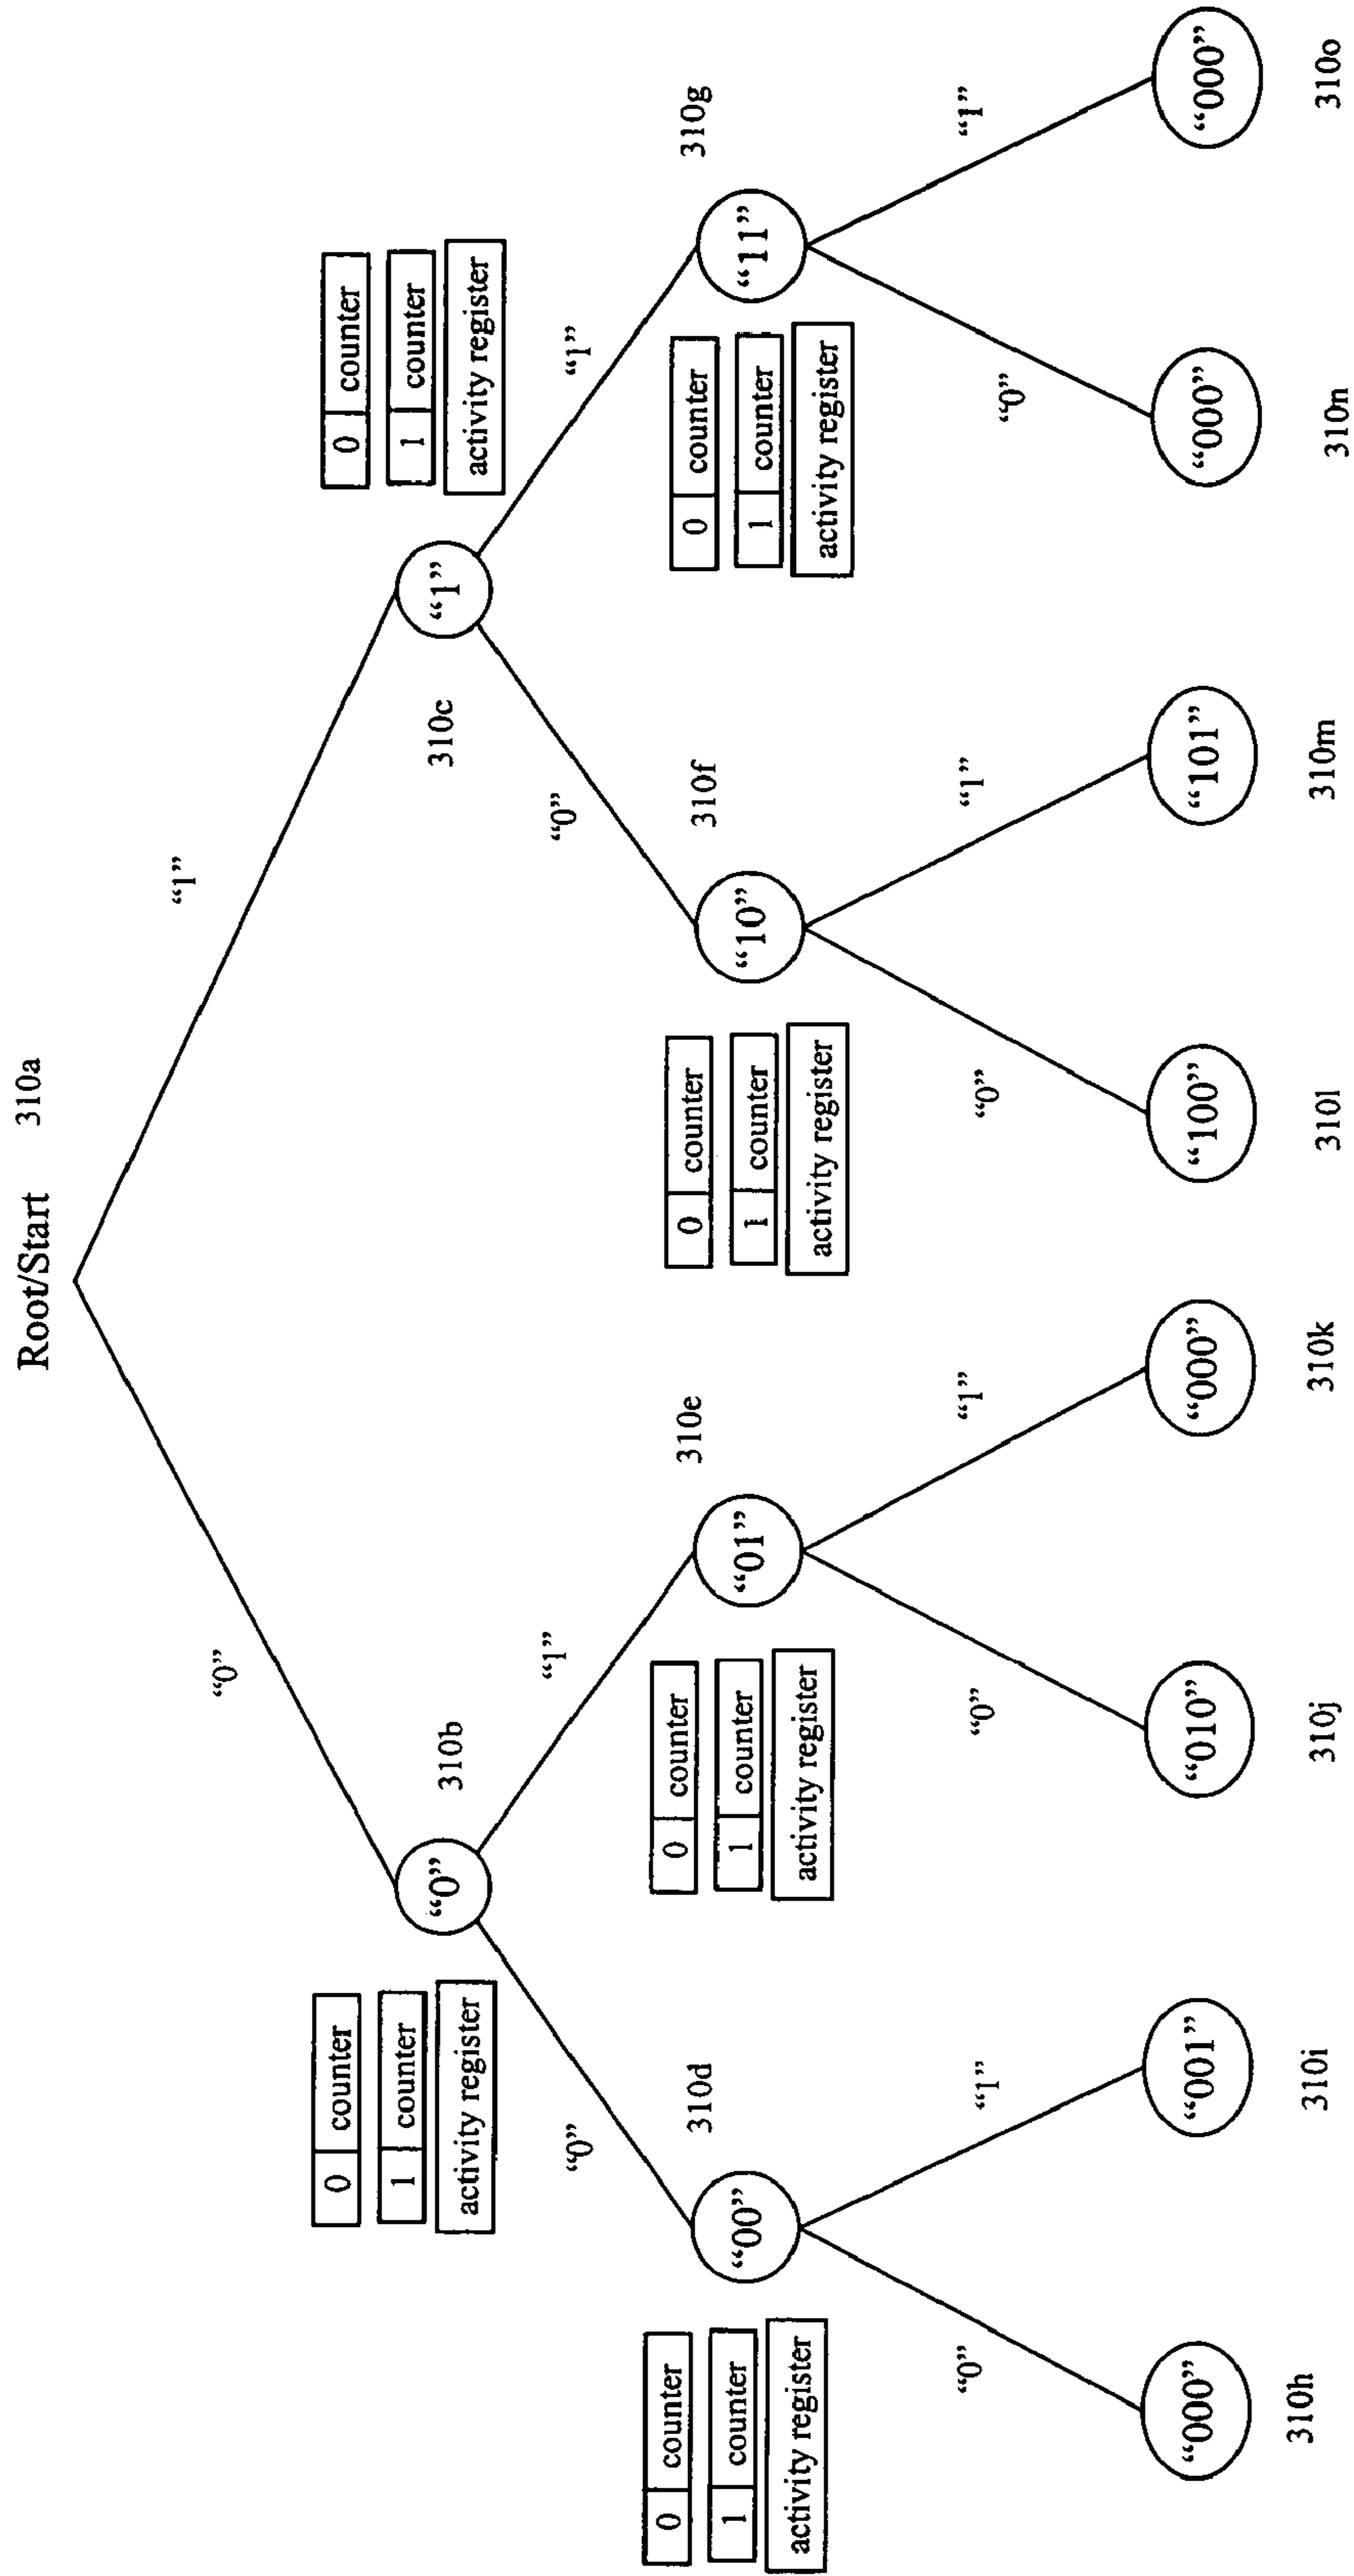 Root/Start 310a
“0”
“1”
0 counter
1 counter
activity register
“0”
310b
310c
“1”
0 counter
1 counter
activity register
“0”
“1”
“0”
“1”
0 counter
1 counter
activity register
“00”
310d
0 counter
1 counter
activity register
“01”
310e
0 counter
1 counter
activity register
“10”
310f
0 counter
1 counter
activity register
“11”
310g
“0”
“1”
“0”
“1”
“0”
“1”
“0”
“1”
“000”
“001”
“010”
“000”
“100”
“101”
“000”
“000”
310h
310i
310j
310k
310l
310m
310n
310o